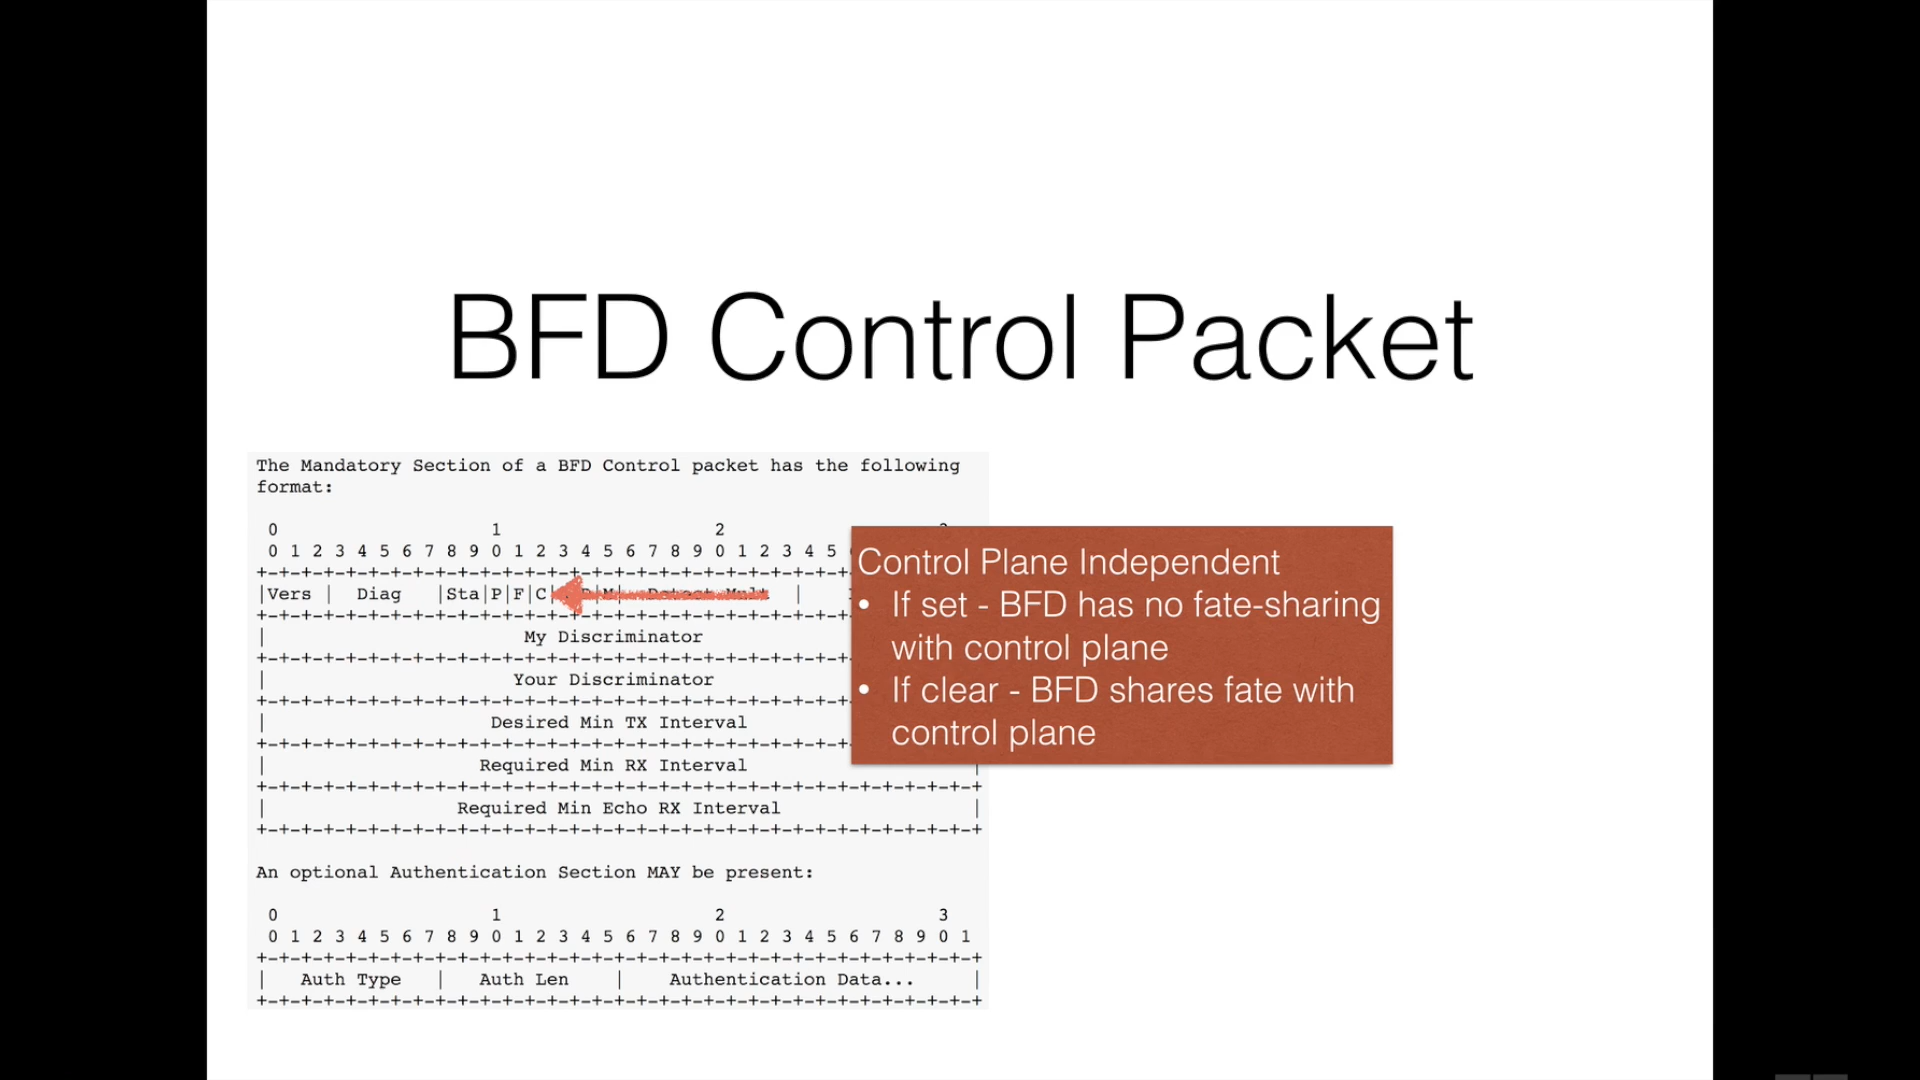 BFD Control Packet
The Mandatory Section of a BFD Control packet has the following
format:
0 1 2
0 1 2 3 4 5 6 7 8 9 0 1 2 3 4 5 6 7 8 9 0 1 2 3 4 5
+-+-+-+-+-+-+-+-+-+-+-+-+-+-+-+-+-+-+-+-+-+-+-+-+-+-+-
|Vers | Diag |Sta|P|F|C M| Detect Mult |
+-+-+-+-+-+-+-+-+-+-+-+-+-+-+-+-+-+-+-+-+-+-+-+-+-+-+-
| My Discriminator
+-+-+-+-+-+-+-+-+-+-+-+-+-+-+-+-+-+-+-+-+-+-+-+-+-+-+-
| Your Discriminator
+-+-+-+-+-+-+-+-+-+-+-+-+-+-+-+-+-+-+-+-+-+-+-+-+-+-+-
| Desired Min TX Interval
+-+-+-+-+-+-+-+-+-+-+-+-+-+-+-+-+-+-+-+-+-+-+-+-+-+-+-
| Required Min RX Interval |
+-+-+-+-+-+-+-+-+-+-+-+-+-+-+-+-+-+-+-+-+-+-+-+-+-+-+-+-+-+-+-+-+
| Required Min Echo RX Interval |
+-+-+-+-+-+-+-+-+-+-+-+-+-+-+-+-+-+-+-+-+-+-+-+-+-+-+-+-+-+-+-+-+
An optional Authentication Section MAY be present:
0 1 2 3
0 1 2 3 4 5 6 7 8 9 0 1 2 3 4 5 6 7 8 9 0 1 2 3 4 5 6 7 8 9 0 1
+-+-+-+-+-+-+-+-+-+-+-+-+-+-+-+-+-+-+-+-+-+-+-+-+-+-+-+-+-+-+-+-+
| Auth Type | Auth Len | Authentication Data... |
+-+-+-+-+-+-+-+-+-+-+-+-+-+-+-+-+-+-+-+-+-+-+-+-+-+-+-+-+-+-+-+-+
Control Plane Independent
• If set - BFD has no fate-sharing
with control plane
• If clear - BFD shares fate with
control plane